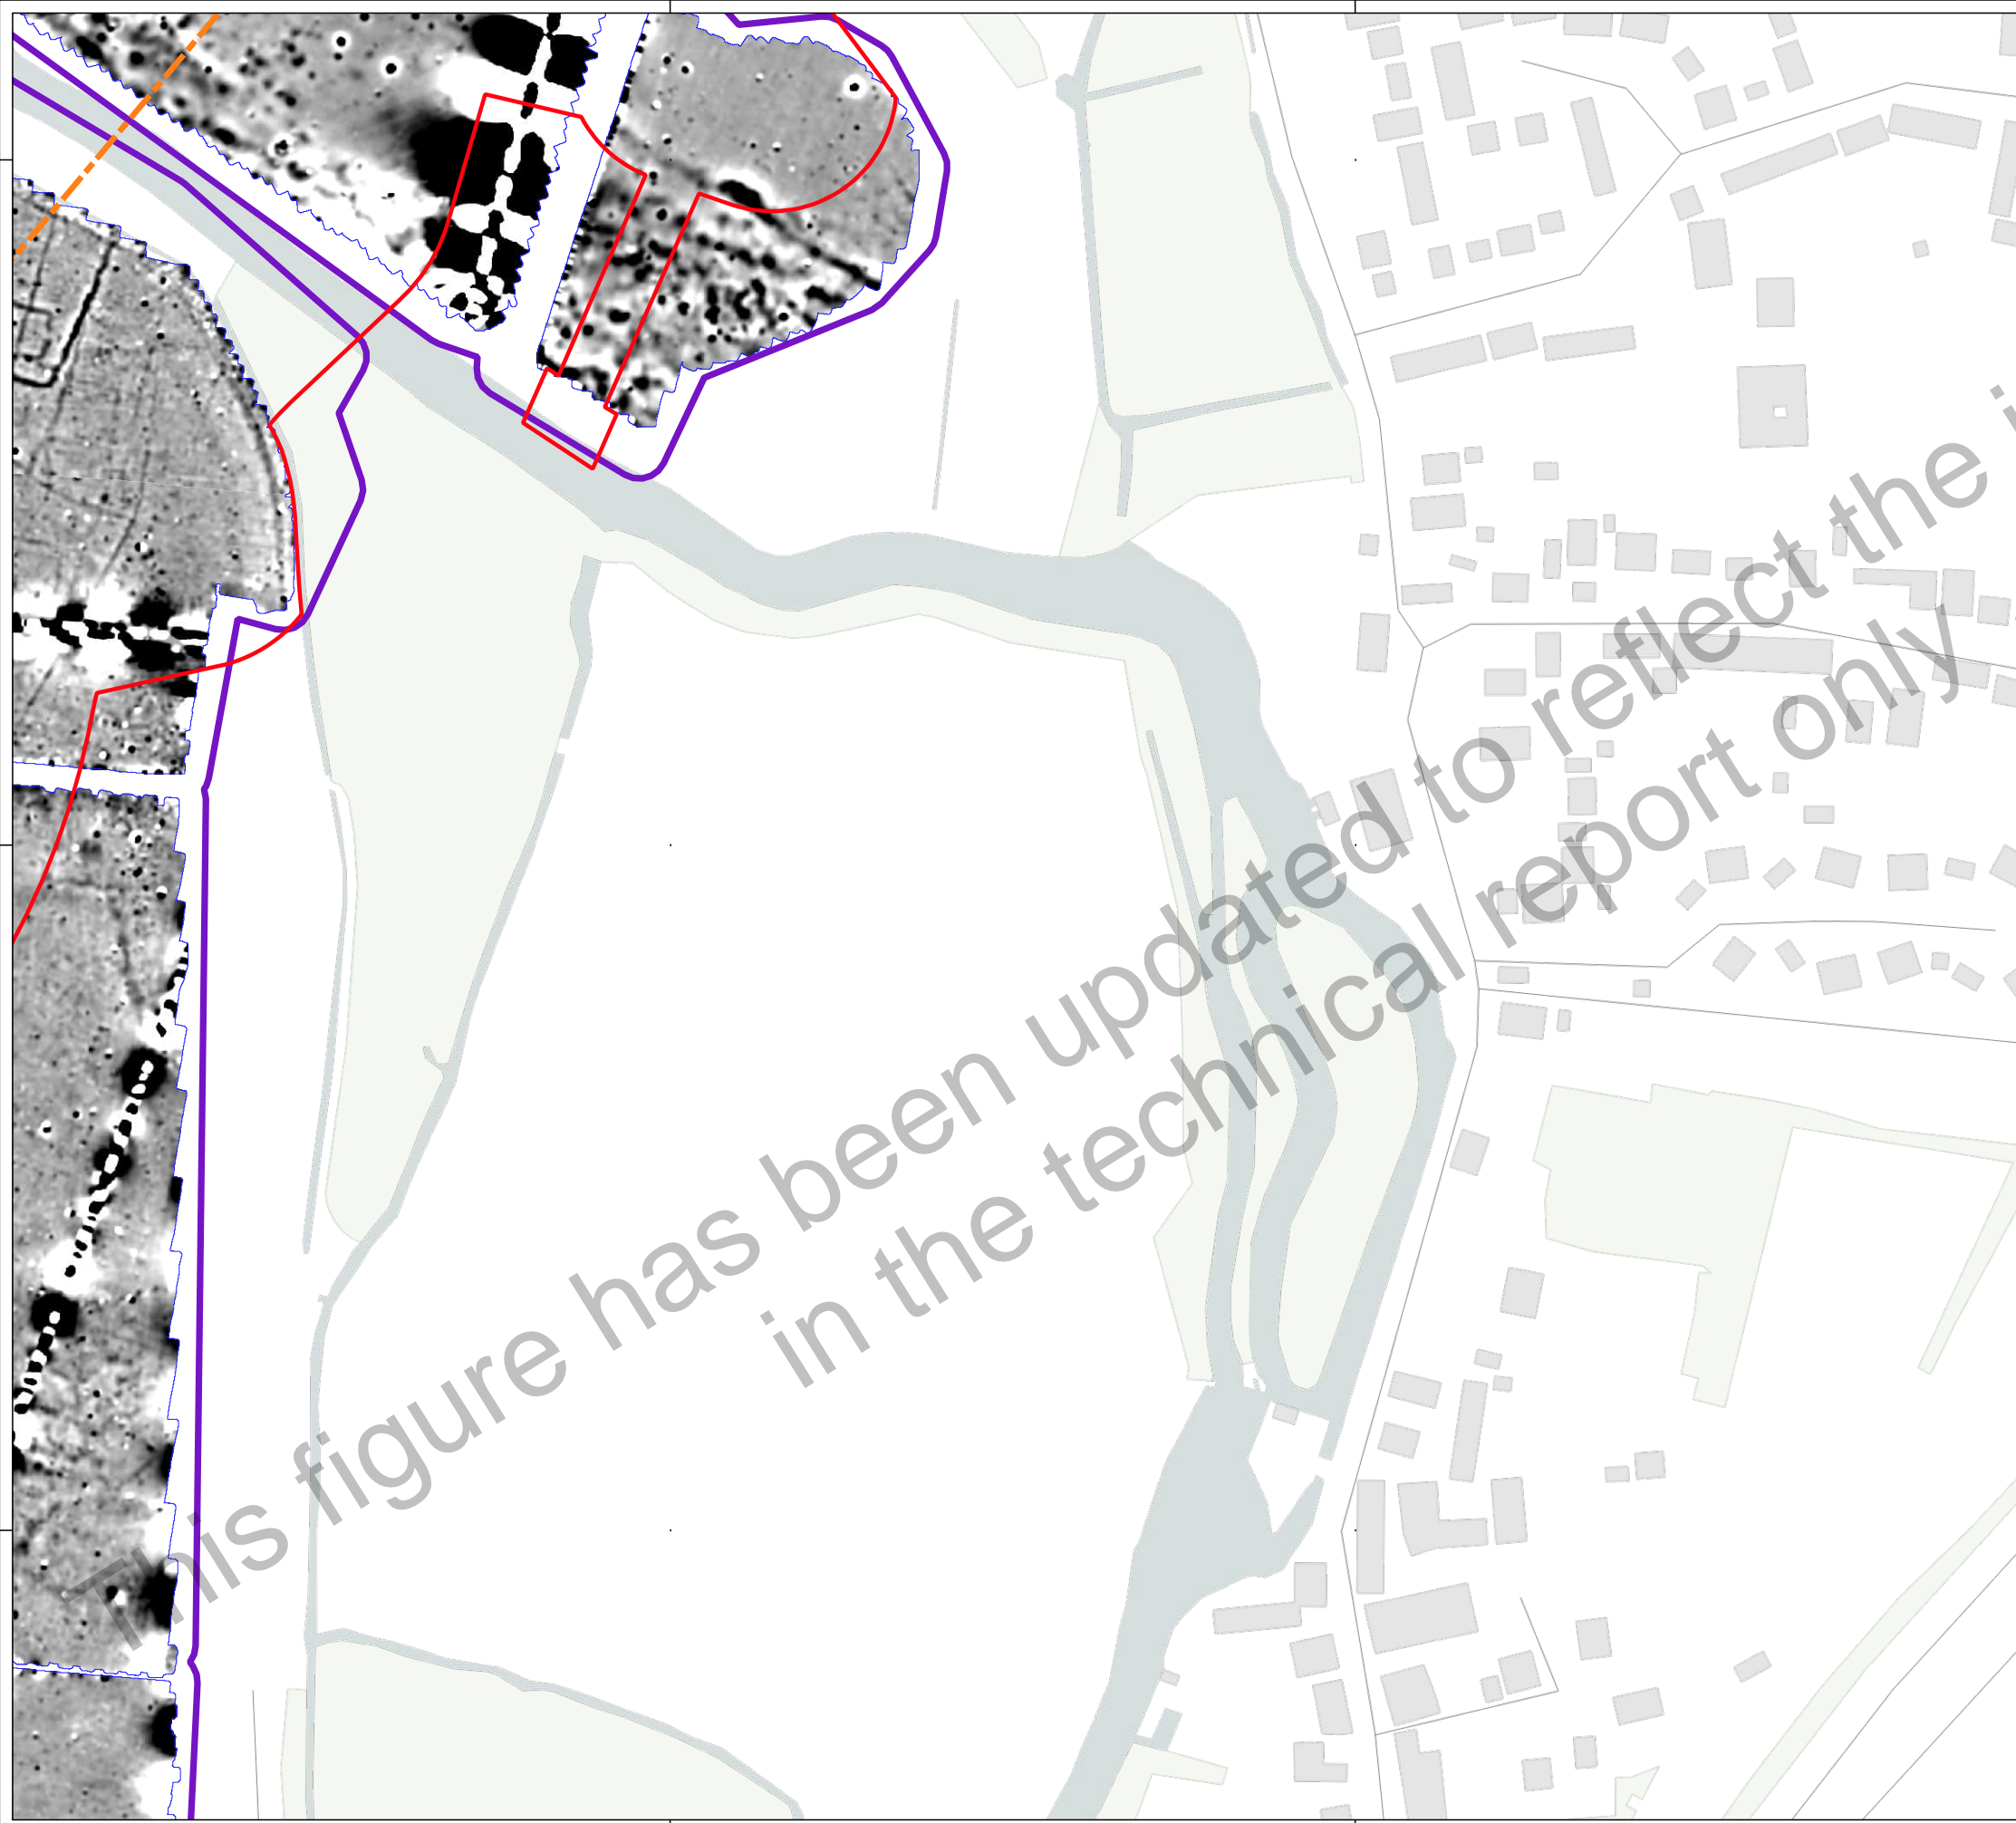 This figure has been updated to reflect the
in the technical report only